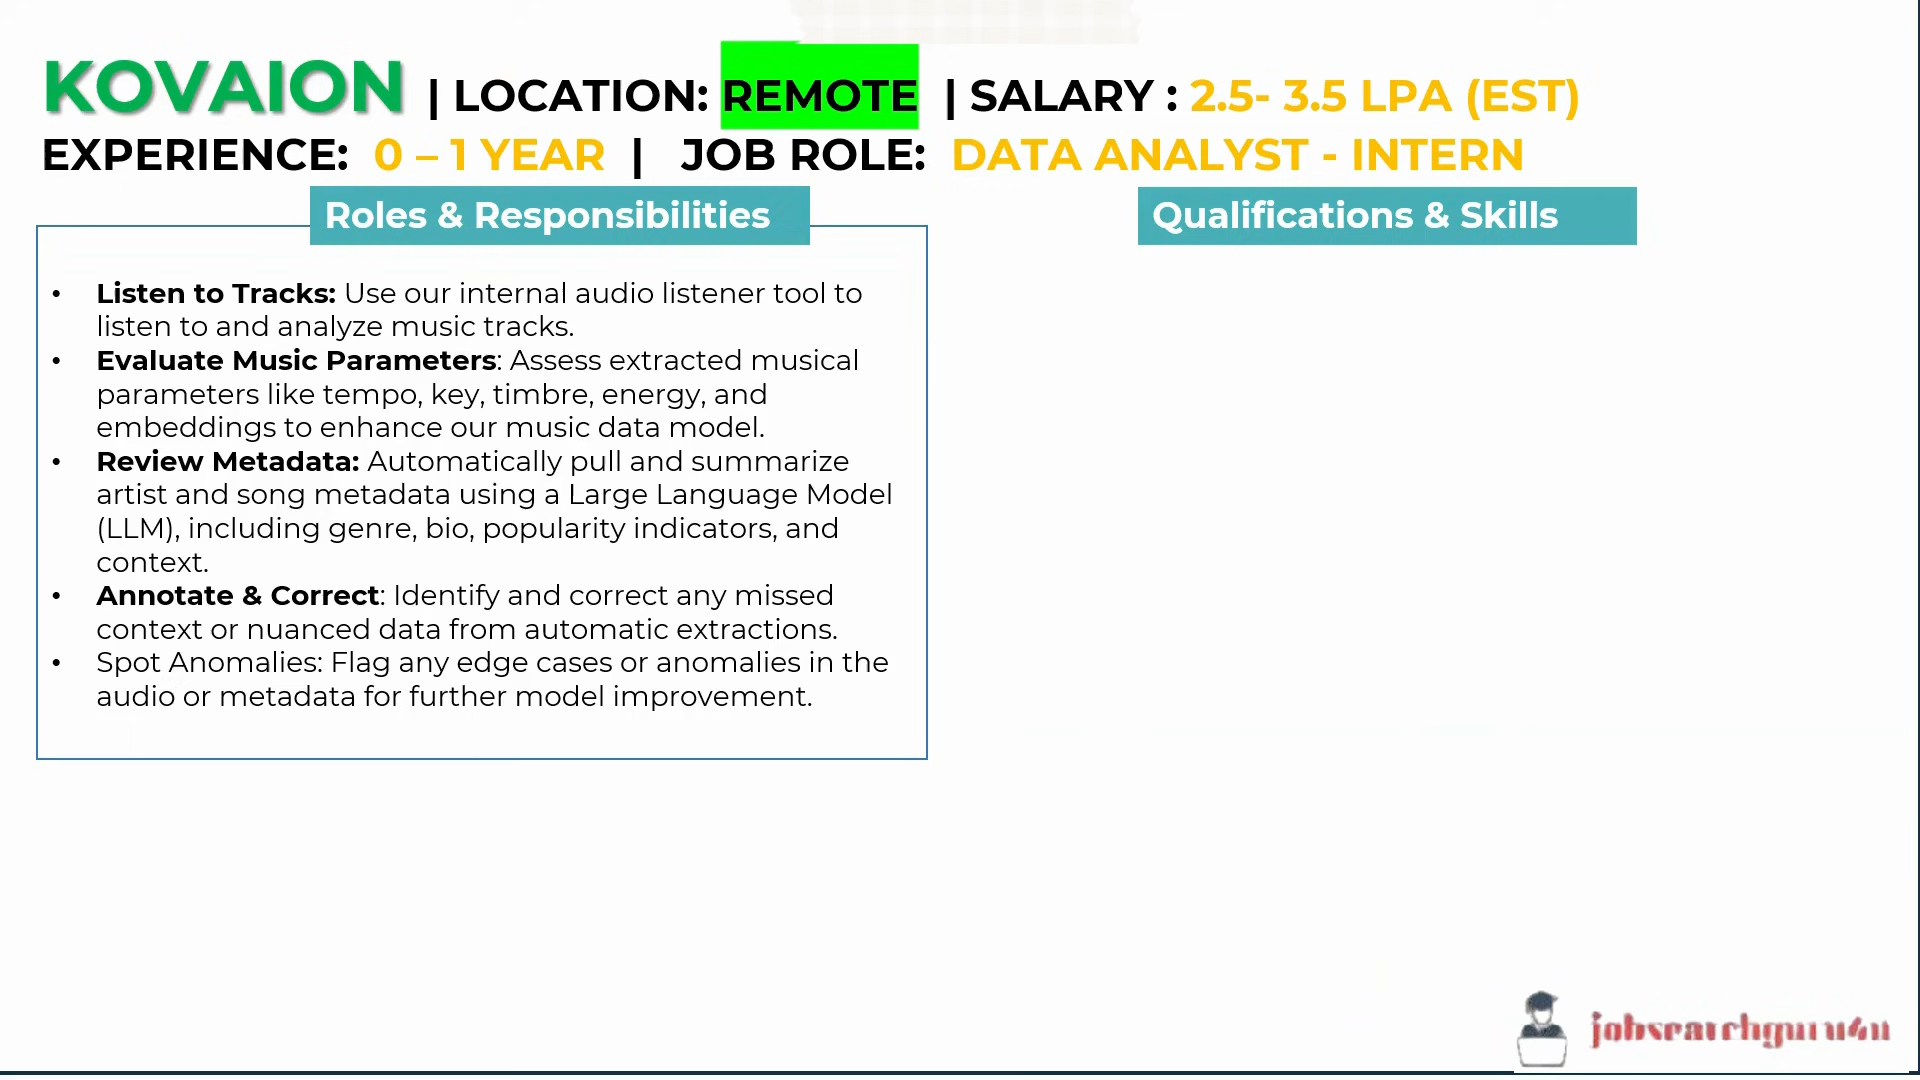 KOVAION | LOCATION: REMOTE | SALARY : 2.5- 3.5 LPA (EST)
EXPERIENCE: 0 – 1 YEAR | JOB ROLE: DATA ANALYST - INTERN
Roles & Responsibilities
• Listen to Tracks: Use our internal audio listener tool to
listen to and analyze music tracks.
• Evaluate Music Parameters: Assess extracted musical
parameters like tempo, key, timbre, energy, and
embeddings to enhance our music data model.
• Review Metadata: Automatically pull and summarize
artist and song metadata using a Large Language Model
(LLM), including genre, bio, popularity indicators, and
context.
• Annotate & Correct: Identify and correct any missed
context or nuanced data from automatic extractions.
• Spot Anomalies: Flag any edge cases or anomalies in the
audio or metadata for further model improvement.
Qualifications & Skills
jobsearchguru4u